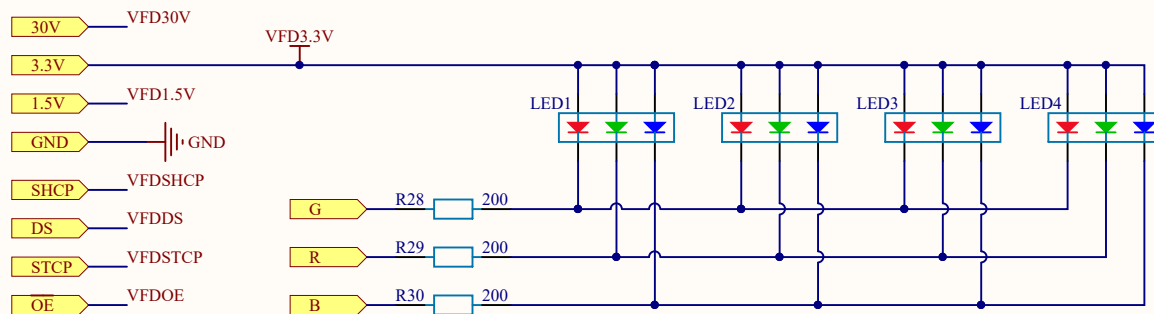 30V VFD30V
VFD3.3V
3.3V
1.5V VFD1.5V
LED1 LED2 LED3 LED4
GND GND
SHCP VFDSHCP
G R28 200
DS VFDDS
R R29 200
STCP VFDSTCP
OE VFDOE
B R30 200